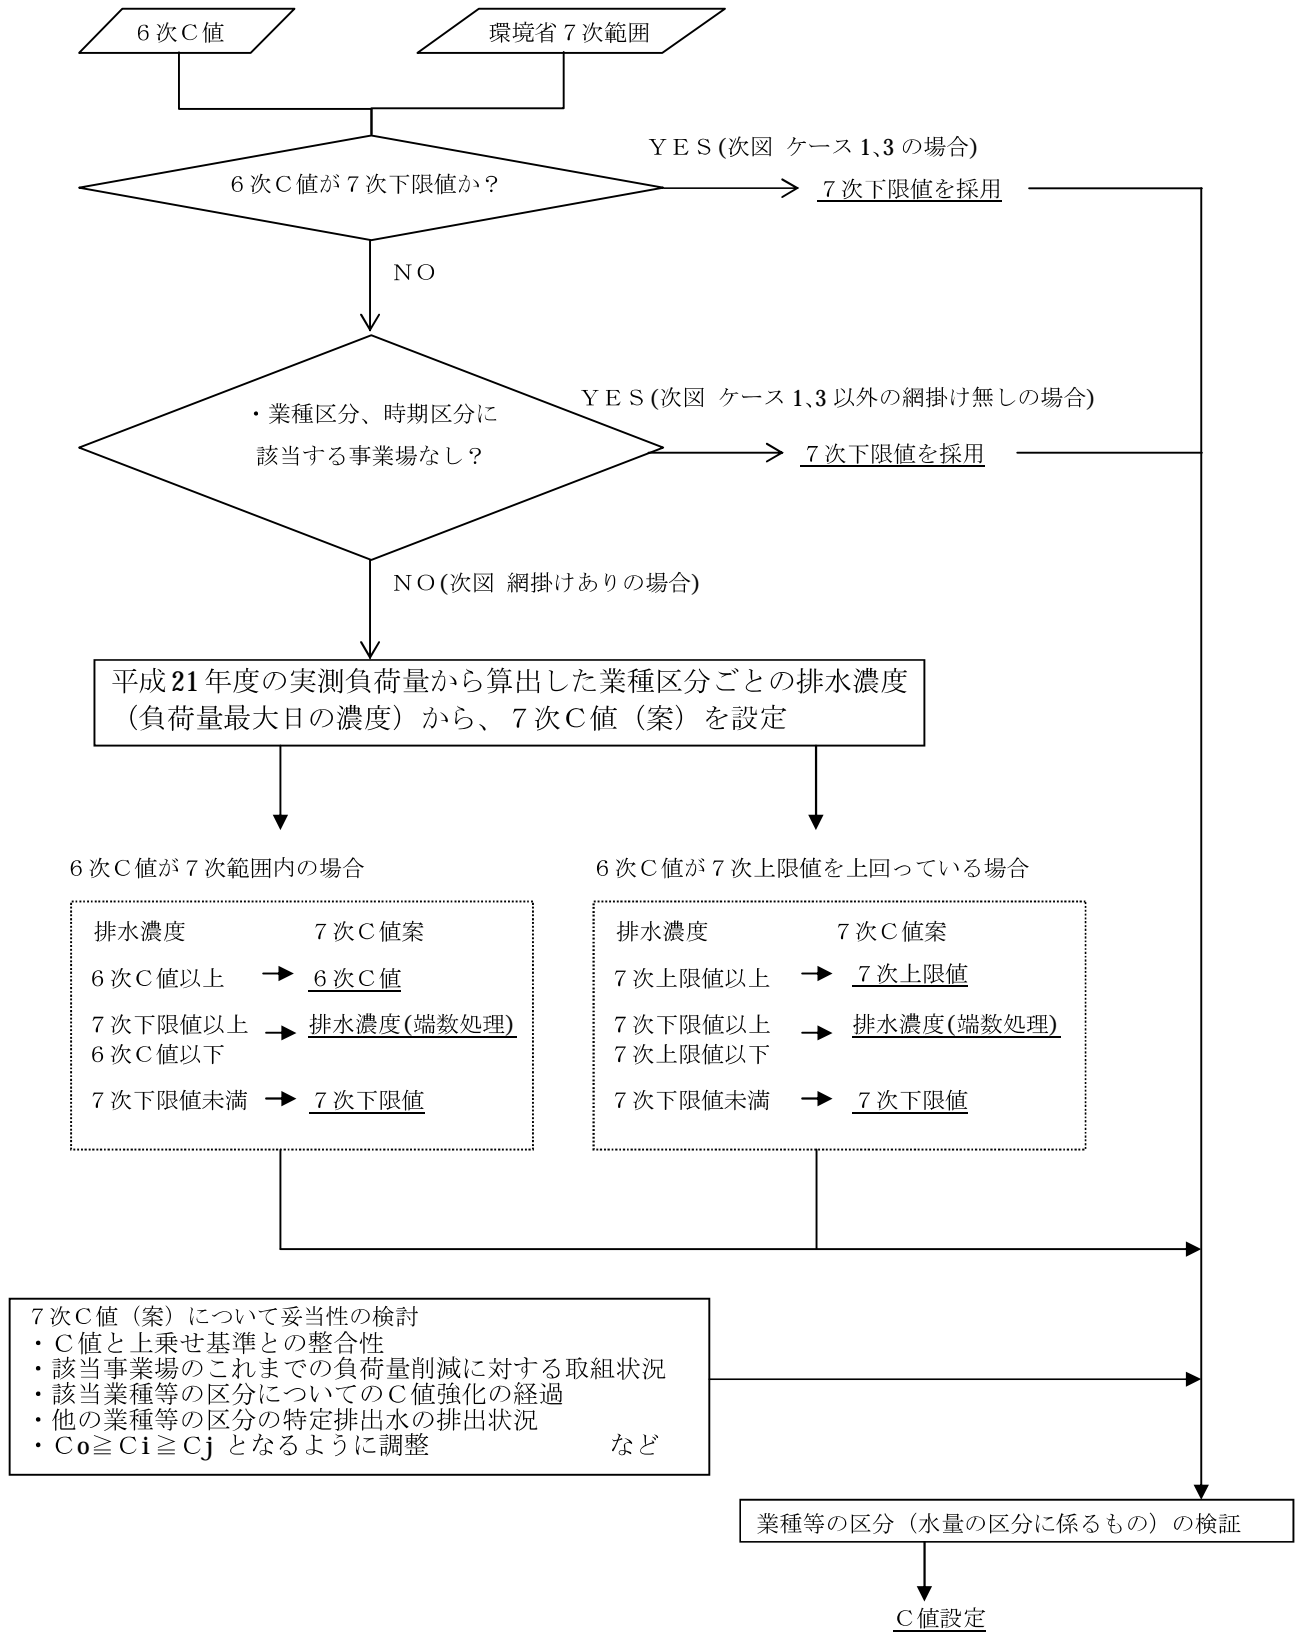 ６次Ｃ値
環境省７次範囲
ＹＥＳ(次図 ケース1､3の場合)
６次Ｃ値が７次下限値か？
７次下限値を採用
ＮＯ
ＹＥＳ(次図 ケース1､3以外の網掛け無しの場合)
・業種区分、時期区分に
該当する事業場なし？
７次下限値を採用
ＮＯ(次図 網掛けありの場合)
平成21年度の実測負荷量から算出した業種区分ごとの排水濃度
（負荷量最大日の濃度）から、７次Ｃ値（案）を設定
６次Ｃ値が７次範囲内の場合
排水濃度 ７次Ｃ値案
６次Ｃ値以上 ６次Ｃ値
７次下限値以上 排水濃度(端数処理)
６次Ｃ値以下
７次下限値未満 ７次下限値
６次Ｃ値が７次上限値を上回っている場合
排水濃度 ７次Ｃ値案
７次上限値以上 ７次上限値
７次下限値以上 排水濃度(端数処理)
７次上限値以下
７次下限値未満 ７次下限値
７次Ｃ値（案）について妥当性の検討
・Ｃ値と上乗せ基準との整合性
・該当事業場のこれまでの負荷量削減に対する取組状況
・該当業種等の区分についてのＣ値強化の経過
・他の業種等の区分の特定排出水の排出状況
・Ｃo≧Ｃi≧Ｃj となるように調整 など
業種等の区分（水量の区分に係るもの）の検証
Ｃ値設定